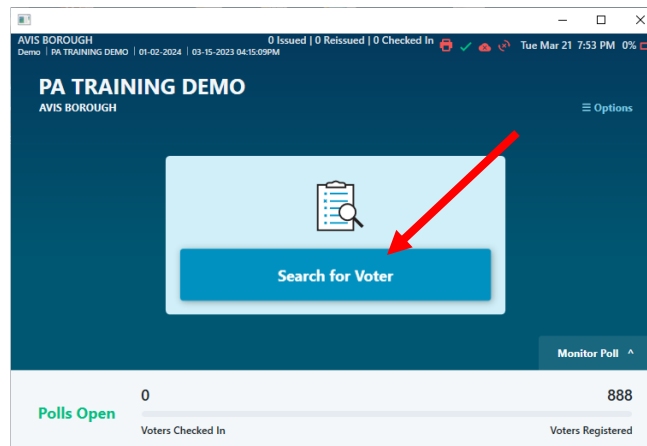 AVIS BOROUGH 0 Issued | 0 Reissued | 0 Checked In Tue Mar 21 7:53 PM 0%
Demo | PA TRAINING DEMO | 01-02-2024 | 03-15-2023 04:15:09PM
PA TRAINING DEMO
AVIS BOROUGH
☰ Options
Search for Voter
Monitor Poll ^
0 888
Polls Open
Voters Checked In Voters Registered